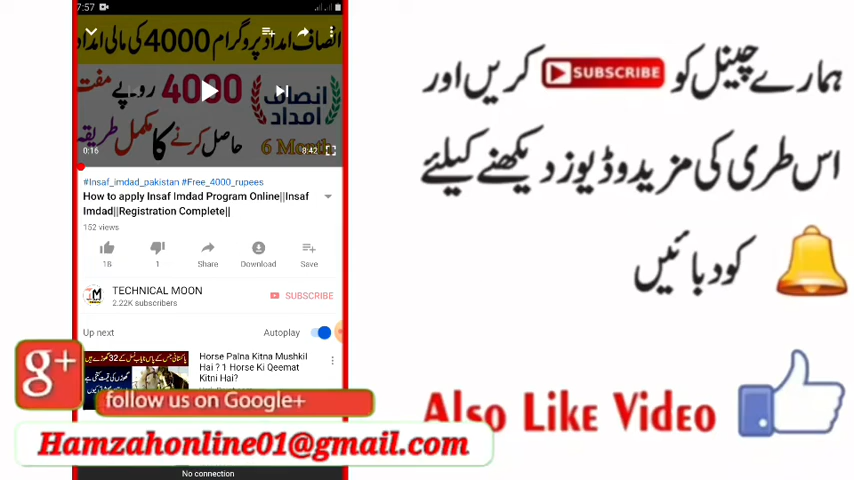 7:57
انصاف امداد پروگرام 4000 کی مالی امداد
4000 روپے مفت
انصاف امداد
حاصل کرنے کا مکمل طریقہ
6 Month
0:16
8:42
#Insaf_imdad_pakistan #Free_4000_rupees
How to apply Insaf Imdad Program Online||Insaf
Imdad||Registration Complete||
152 views
18
1
Share
Download
Save
TECHNICAL MOON
2.22K subscribers
SUBSCRIBE
Up next
Autoplay
Horse Palna Kitna Mushkil
Hai ? 1 Horse Ki Qeemat
Kitni Hai?
g+
follow us on Google+
Hamzahonline01@gmail.com
No connection
ہمارے چینل کو SUBSCRIBE کریں اور
اس طری کی مزید وڈیوز دیکھنے کیلئے
کو دبائیں
Also Like Video